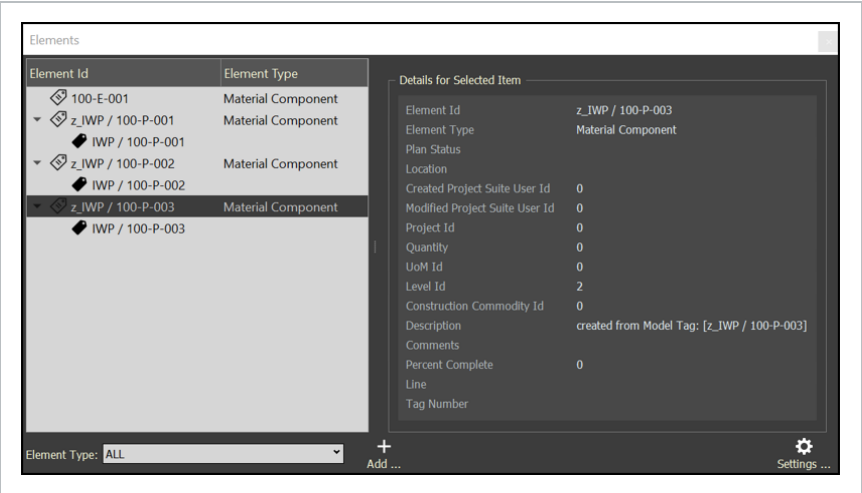 Elements
Element Id Element Type
100-E-001 Material Component
z_IWP / 100-P-001 Material Component
IWP / 100-P-001
z_IWP / 100-P-002 Material Component
IWP / 100-P-002
z_IWP / 100-P-003 Material Component
IWP / 100-P-003
Element Type: ALL
Details for Selected Item
Element Id z_IWP / 100-P-003
Element Type Material Component
Plan Status
Location
Created Project Suite User Id 0
Modified Project Suite User Id 0
Project Id 0
Quantity 0
UoM Id 0
Level Id 2
Construction Commodity Id 0
Description created from Model Tag: [z_IWP / 100-P-003]
Comments
Percent Complete 0
Line
Tag Number
Add ...
Settings ...